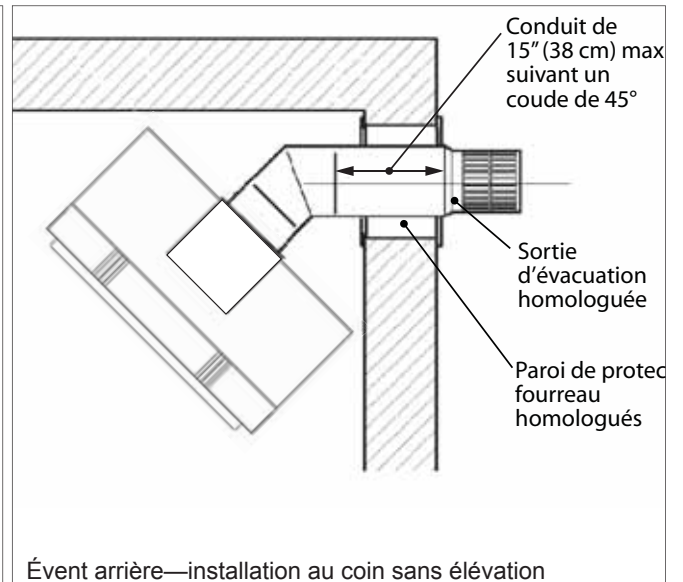 Conduit de
15" (38 cm) max
suivant un
coude de 45°
Sortie
d'évacuation
homologuée
Paroi de protec
fourreau
homologués
Évent arrière—installation au coin sans élévation